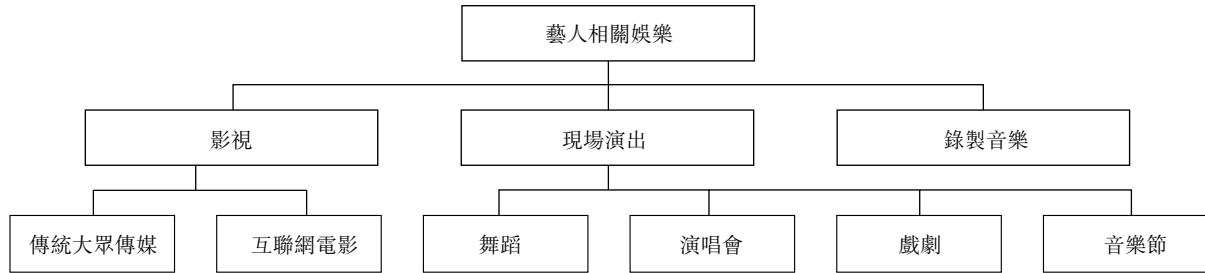 藝人相關娛樂
影視
現場演出
錄製音樂
傳統大眾傳媒
互聯網電影
舞蹈
演唱會
戲劇
音樂節